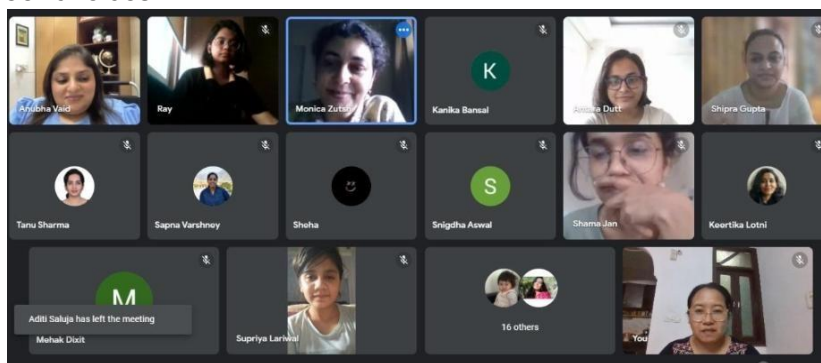 Anubha Vaid
Ray
Monica Zutshi
K
Kanika Bansal
Dutt
Shipra Gupta
Tanu Sharma
Sapna Varshney
Sheha
S
Snigdha Aswal
Shama Jan
Keertika Lotni
M
Aditi Saluja has left the meeting
Mehak Dixit
Supriya Lariwal
16 others
You